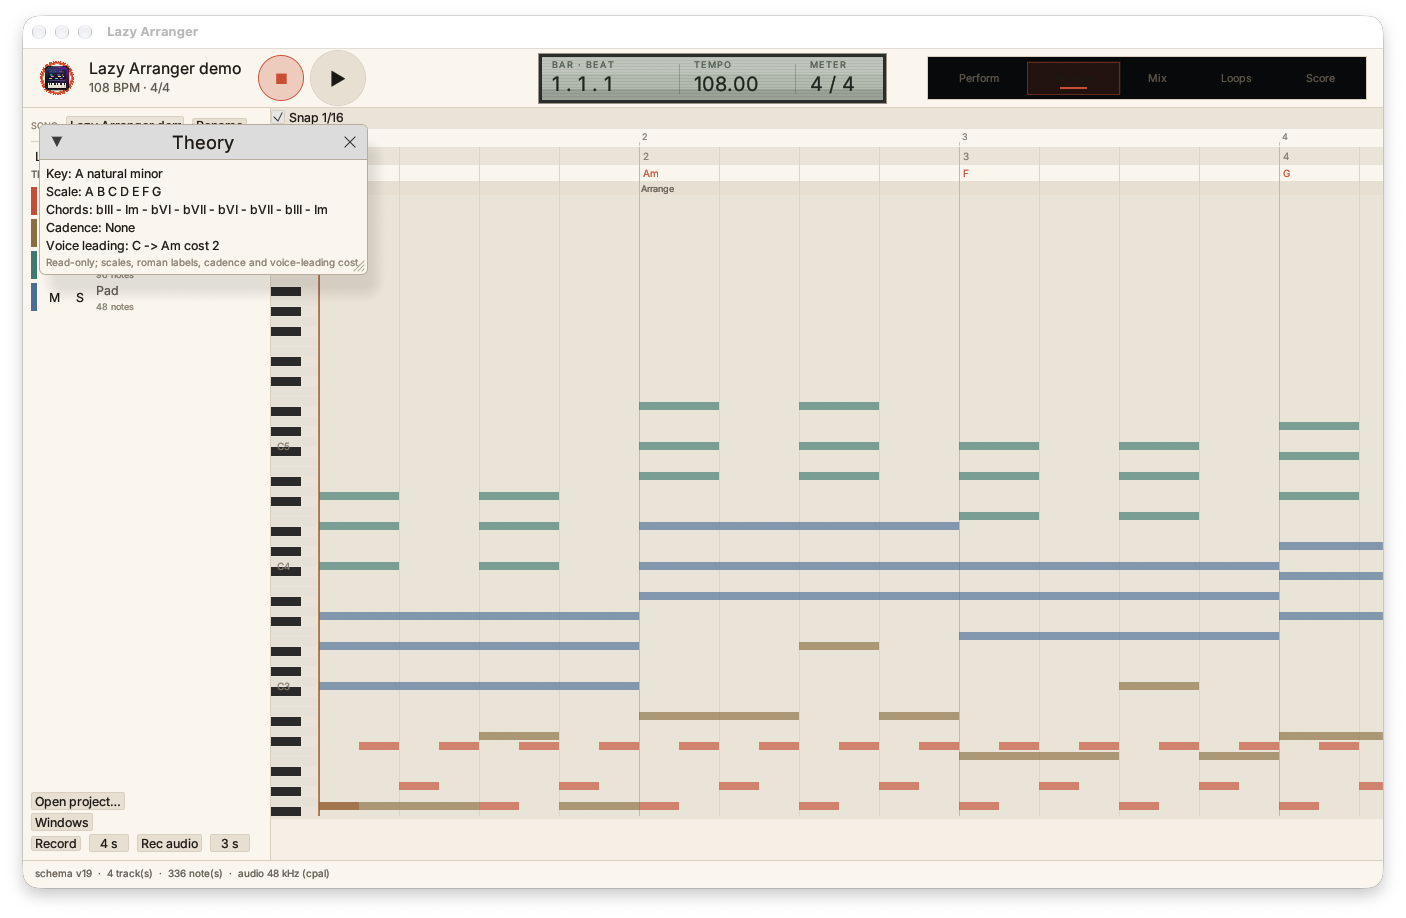 Lazy Arranger
Lazy Arranger demo
108 BPM · 4/4
BAR · BEAT
1 . 1 . 1
TEMPO
108.00
METER
4 / 4
Perform
Mix
Loops
Score
Snap 1/16
Theory
Key: A natural minor
Scale: A B C D E F G
Chords: bIII - Im - bVI - bVII - bVI - bVII - bIII - Im
Cadence: None
Voice leading: C -> Am cost 2
Read-only; scales, roman labels, cadence and voice-leading cost.
M S Pad
48 notes
2 3 4
2 3 4
Am F G
Arrange
C5
C4
C3
Open project...
Windows
Record 4 s Rec audio 3 s
schema v19 · 4 track(s) · 336 note(s) · audio 48 kHz (cpal)